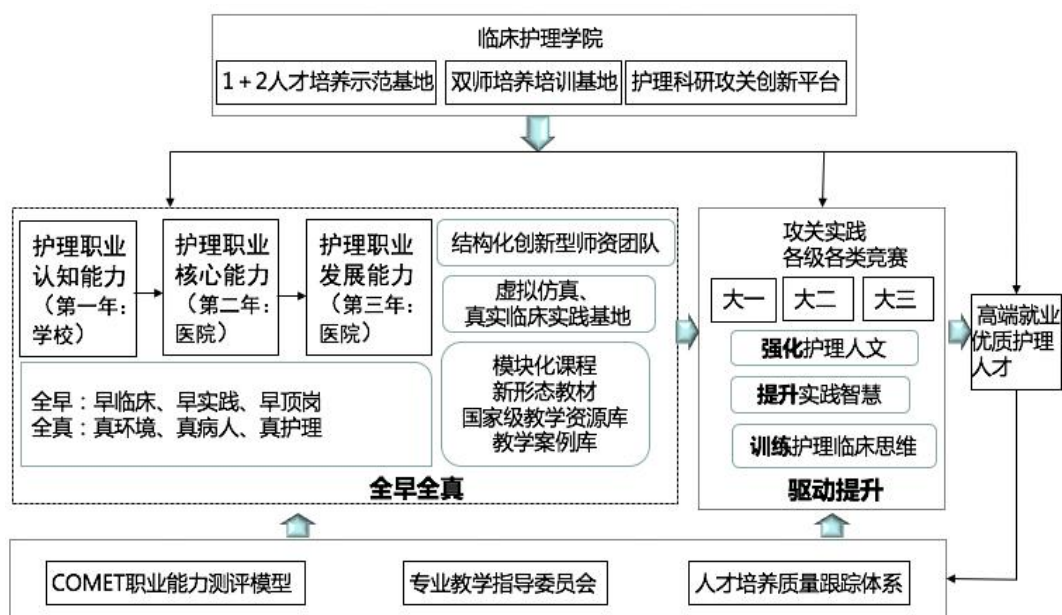 临床护理学院
1+2人才培养示范基地
双师培养培训基地
护理科研攻关创新平台
护理职业
认知能力
（第一年：
学校）
护理职业
核心能力
（第二年：
医院）
护理职业
发展能力
（第三年：
医院）
结构化创新型师资团队
虚拟仿真、
真实临床实践基地
模块化课程
新形态教材
国家级教学资源库
教学案例库
全早：早临床、早实践、早顶岗
全真：真环境、真病人、真护理
全早全真
攻关实践
各级各类竞赛
大一
大二
大三
强化护理人文
提升实践智慧
训练护理临床思维
驱动提升
高端就业
优质护理
人才
COMET职业能力测评模型
专业教学指导委员会
人才培养质量跟踪体系